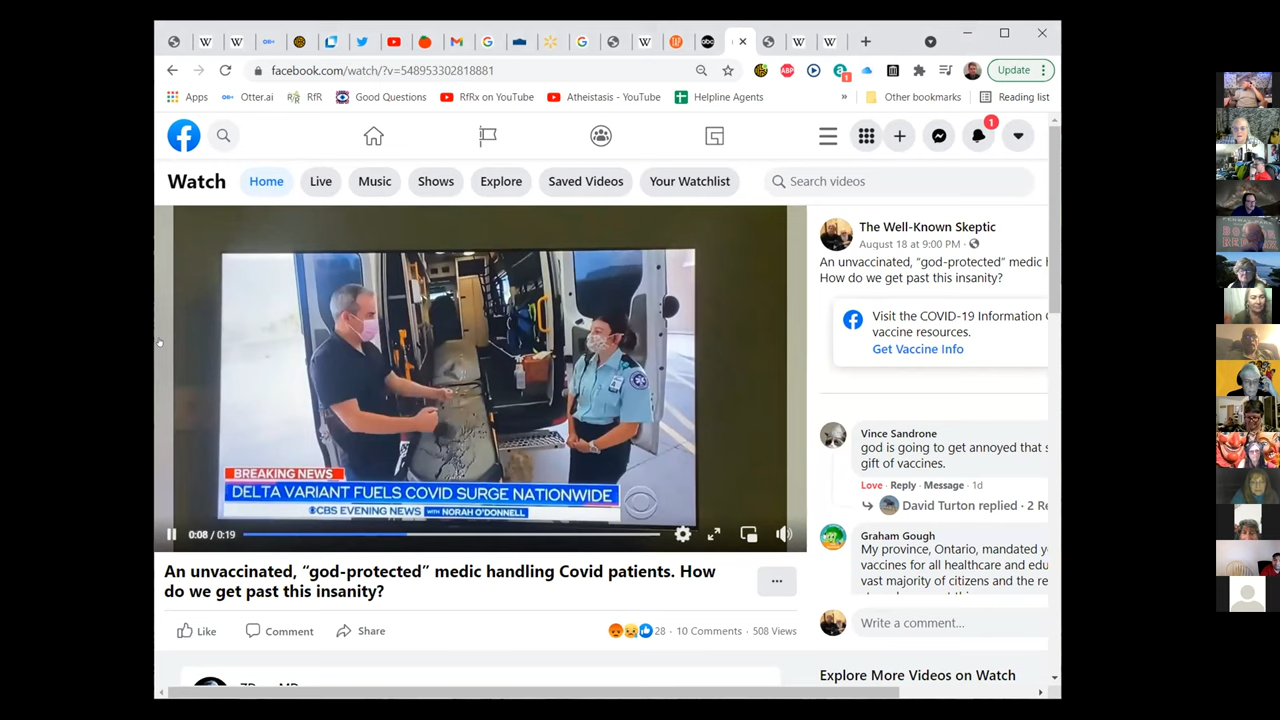 facebook.com/watch/?v=548953302818881
Update
Apps
Otter.ai
RfR
Good Questions
RfRx on YouTube
Atheistasis - YouTube
Helpline Agents
»
Other bookmarks
Reading list
1
Watch
Home
Live
Music
Shows
Explore
Saved Videos
Your Watchlist
Search videos
BREAKING NEWS
DELTA VARIANT FUELS COVID SURGE NATIONWIDE
CBS EVENING NEWS WITH NORAH O'DONNELL
0:08 / 0:19
An unvaccinated, “god-protected” medic handling Covid patients. How
do we get past this insanity?
Like
Comment
Share
28 · 10 Comments · 508 Views
The Well-Known Skeptic
August 18 at 9:00 PM ·
An unvaccinated, “god-protected” medic
How do we get past this insanity?
Visit the COVID-19 Information
vaccine resources.
Get Vaccine Info
Vince Sandrone
god is going to get annoyed that
gift of vaccines.
Love · Reply · Message · 1d
David Turton replied · 2
Graham Gough
My province, Ontario, mandated
vaccines for all healthcare and
vast majority of citizens and the
Write a comment...
Explore More Videos on Watch